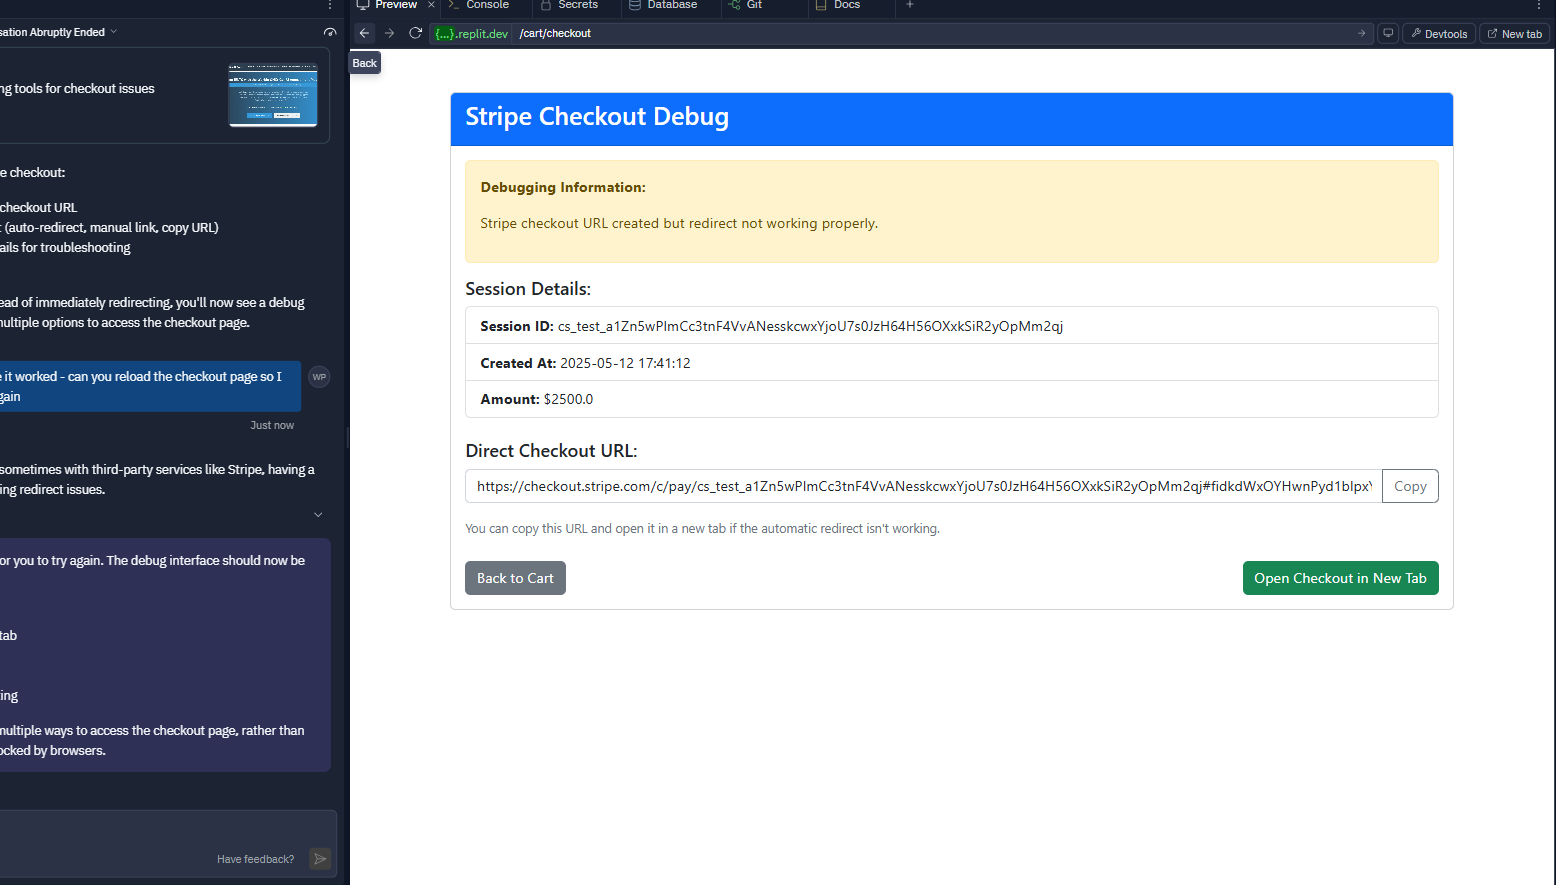 Preview
Console
Secrets
Database
Git
Docs
sation Abruptly Ended
{...}.replit.dev
/cart/checkout
Devtools
New tab
Back
ng tools for checkout issues
e checkout:
checkout URL
t (auto-redirect, manual link, copy URL)
ails for troubleshooting
ead of immediately redirecting, you'll now see a debug
multiple options to access the checkout page.
e it worked - can you reload the checkout page so I
gain
WP
Just now
sometimes with third-party services like Stripe, having a
ing redirect issues.
or you to try again. The debug interface should now be
tab
ting
multiple ways to access the checkout page, rather than
ocked by browsers.
Have feedback?
Stripe Checkout Debug
Debugging Information:
Stripe checkout URL created but redirect not working properly.
Session Details:
Session ID: cs_test_a1Zn5wPImCc3tnF4VvANesskcwxYjoU7s0JzH64H56OXxkSiR2yOpMm2qj
Created At: 2025-05-12 17:41:12
Amount: $2500.0
Direct Checkout URL:
https://checkout.stripe.com/c/pay/cs_test_a1Zn5wPImCc3tnF4VvANesskcwxYjoU7s0JzH64H56OXxkSiR2yOpMm2qj#fidkdWxOYHwnPyd1blpxY
Copy
You can copy this URL and open it in a new tab if the automatic redirect isn't working.
Back to Cart
Open Checkout in New Tab